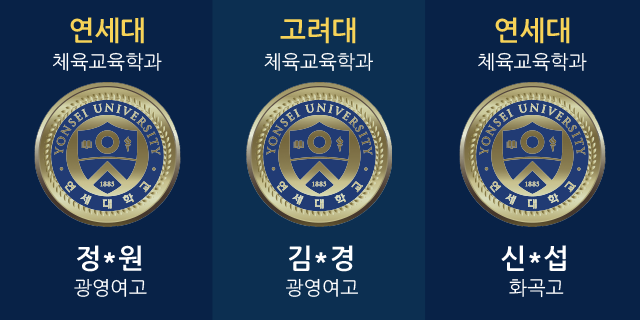 연세대
체육교육학과
YONSEI UNIVERSITY
1885
연세대학교
정*원
광영여고
고려대
체육교육학과
YONSEI UNIVERSITY
1885
연세대학교
김*경
광영여고
연세대
체육교육학과
YONSEI UNIVERSITY
1885
연세대학교
신*섭
화곡고